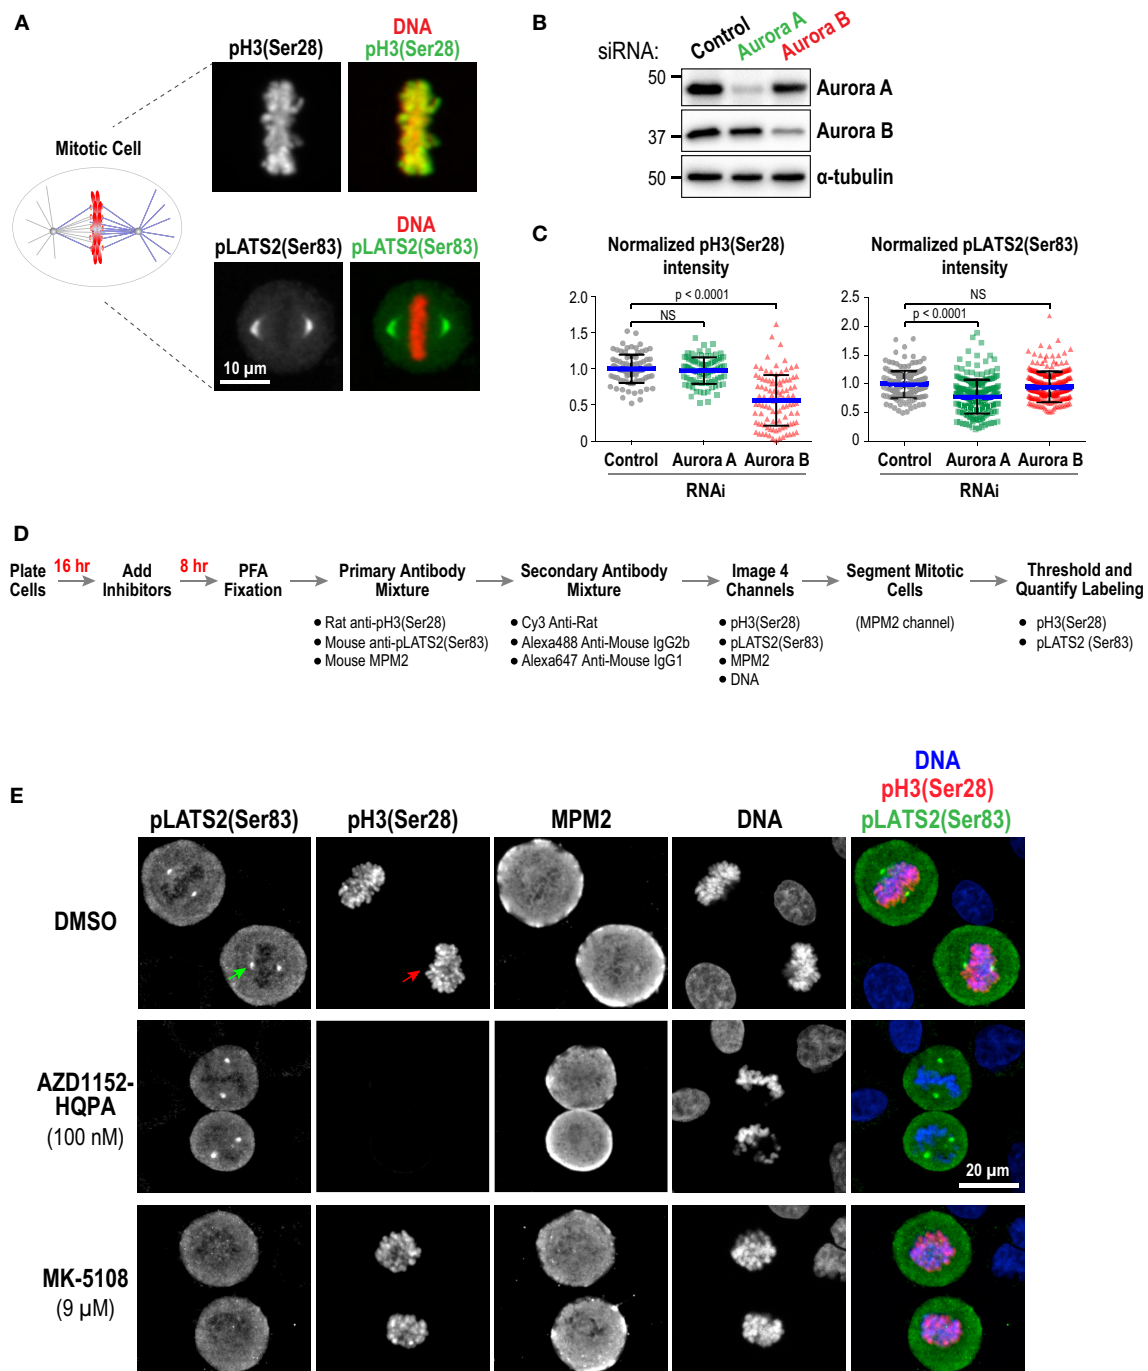 A
pH3(Ser28)
DNA
pH3(Ser28)
Mitotic Cell
pLATS2(Ser83)
DNA
pLATS2(Ser83)
10 µm
B
siRNA:
Control
Aurora A
Aurora B
50
Aurora A
37
Aurora B
50
α-tubulin
C
Normalized pH3(Ser28)
intensity
p < 0.0001
NS
2.0
1.5
1.0
0.5
0
Control
Aurora A
Aurora B
RNAi
Normalized pLATS2(Ser83)
intensity
NS
p < 0.0001
2.5
2.0
1.5
1.0
0.5
0
Control
Aurora A
Aurora B
RNAi
D
Plate
Cells
16 hr
Add
Inhibitors
8 hr
PFA
Fixation
Primary Antibody
Mixture
● Rat anti-pH3(Ser28)
● Mouse anti-pLATS2(Ser83)
● Mouse MPM2
Secondary Antibody
Mixture
● Cy3 Anti-Rat
● Alexa488 Anti-Mouse IgG2b
● Alexa647 Anti-Mouse IgG1
Image 4
Channels
● pH3(Ser28)
● pLATS2(Ser83)
● MPM2
● DNA
Segment Mitotic
Cells
(MPM2 channel)
Threshold and
Quantify Labeling
● pH3(Ser28)
● pLATS2 (Ser83)
E
pLATS2(Ser83)
pH3(Ser28)
MPM2
DNA
DNA
pH3(Ser28)
pLATS2(Ser83)
DMSO
AZD1152-
HQPA
(100 nM)
20 µm
MK-5108
(9 µM)